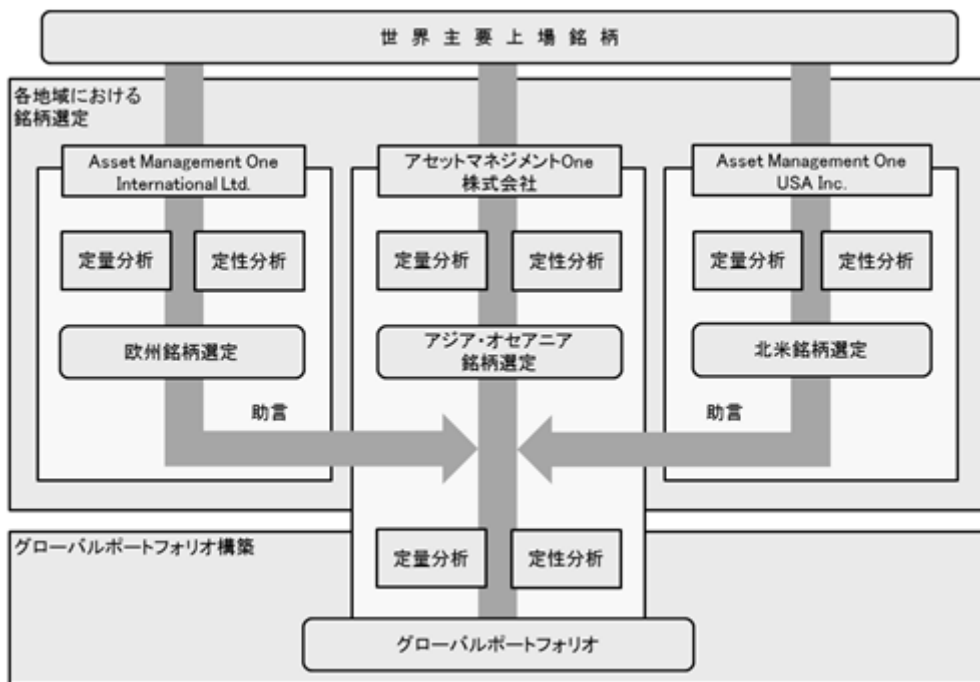 世界主要上場銘柄
各地域における
銘柄選定
Asset Management One
International Ltd.
アセットマネジメントOne
株式会社
Asset Management One
USA Inc.
定量分析
定性分析
定量分析
定性分析
定量分析
定性分析
欧州銘柄選定
アジア・オセアニア
銘柄選定
北米銘柄選定
助言
助言
グローバルポートフォリオ構築
定量分析
定性分析
グローバルポートフォリオ